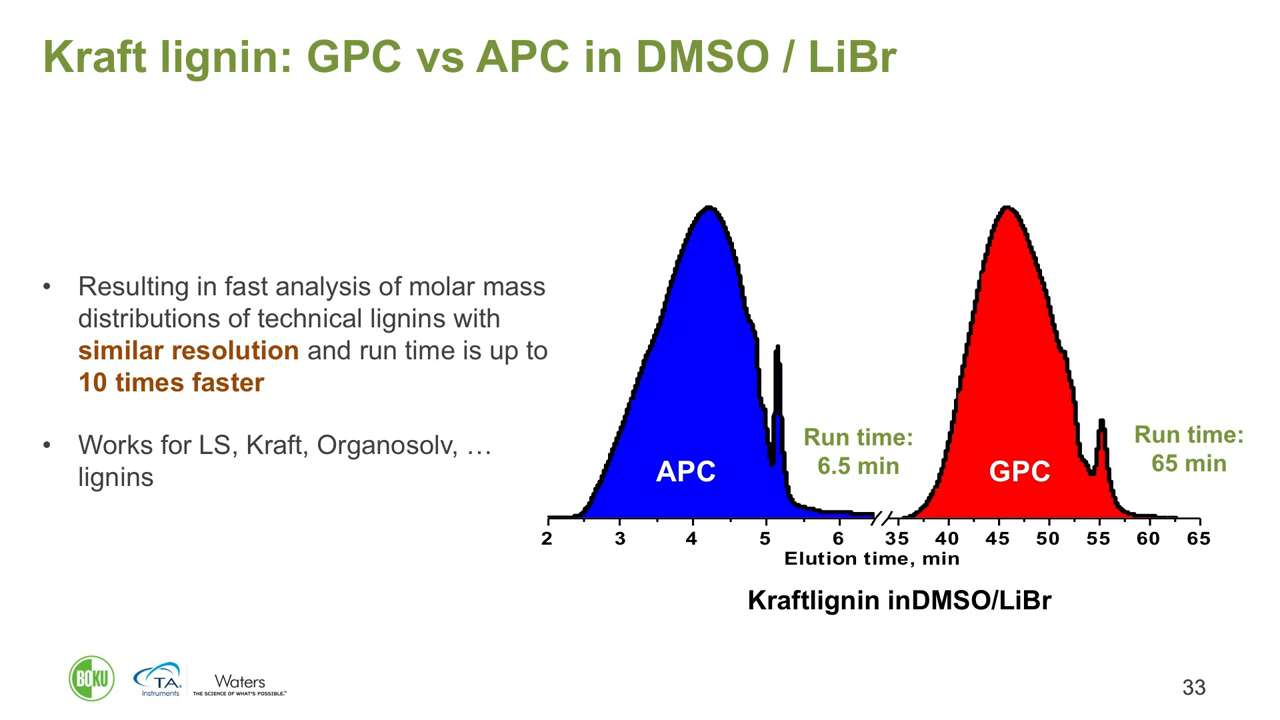 Kraft lignin: GPC vs APC in DMSO / LiBr
• Resulting in fast analysis of molar mass
distributions of technical lignins with
similar resolution and run time is up to
10 times faster
• Works for LS, Kraft, Organosolv, …
lignins
APC
Run time:
6.5 min
GPC
Run time:
65 min
2 3 4 5 6 35 40 45 50 55 60 65
Elution time, min
Kraftlignin inDMSO/LiBr
BOKU
TA
Instruments
Waters
THE SCIENCE OF WHAT'S POSSIBLE.™
33